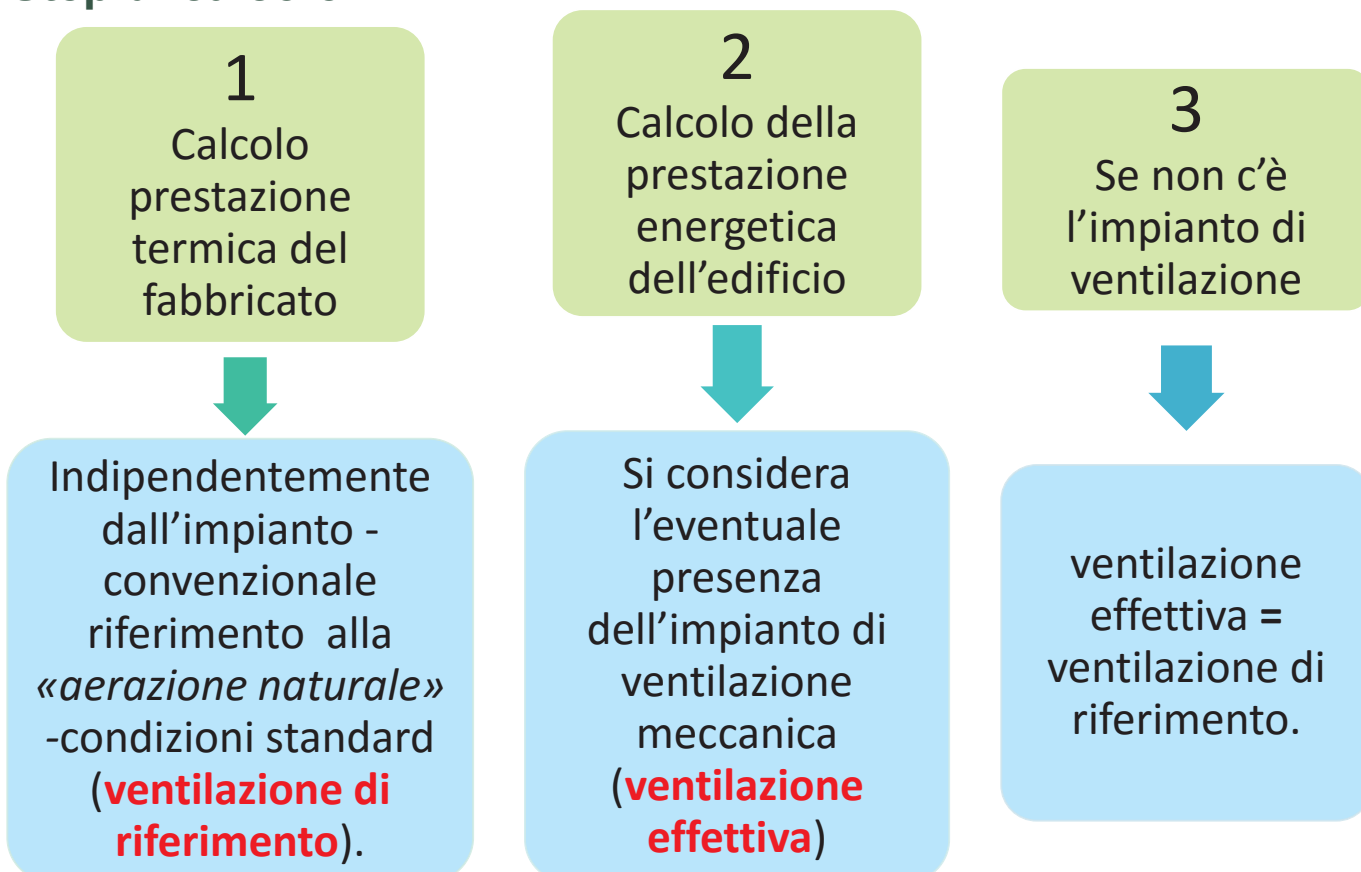 1
Calcolo
prestazione
termica del
fabbricato
Indipendentemente
dall’impianto -
convenzionale
riferimento alla
«aerazione naturale»
-condizioni standard
(ventilazione di
riferimento).
2
Calcolo della
prestazione
energetica
dell’edificio
Si considera
l’eventuale
presenza
dell’impianto di
ventilazione
meccanica
(ventilazione
effettiva)
3
Se non c’è
l’impianto di
ventilazione
ventilazione
effettiva =
ventilazione di
riferimento.